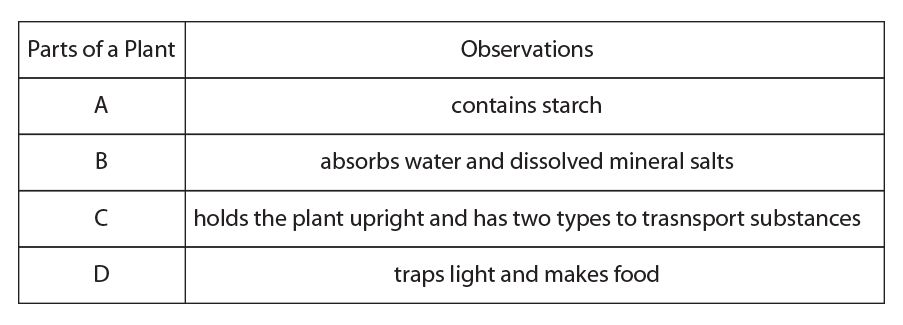 Parts of a Plant Observations
A contains starch
B absorbs water and dissolved mineral salts
C holds the plant upright and has two types to trasnsport substances
D traps light and makes food